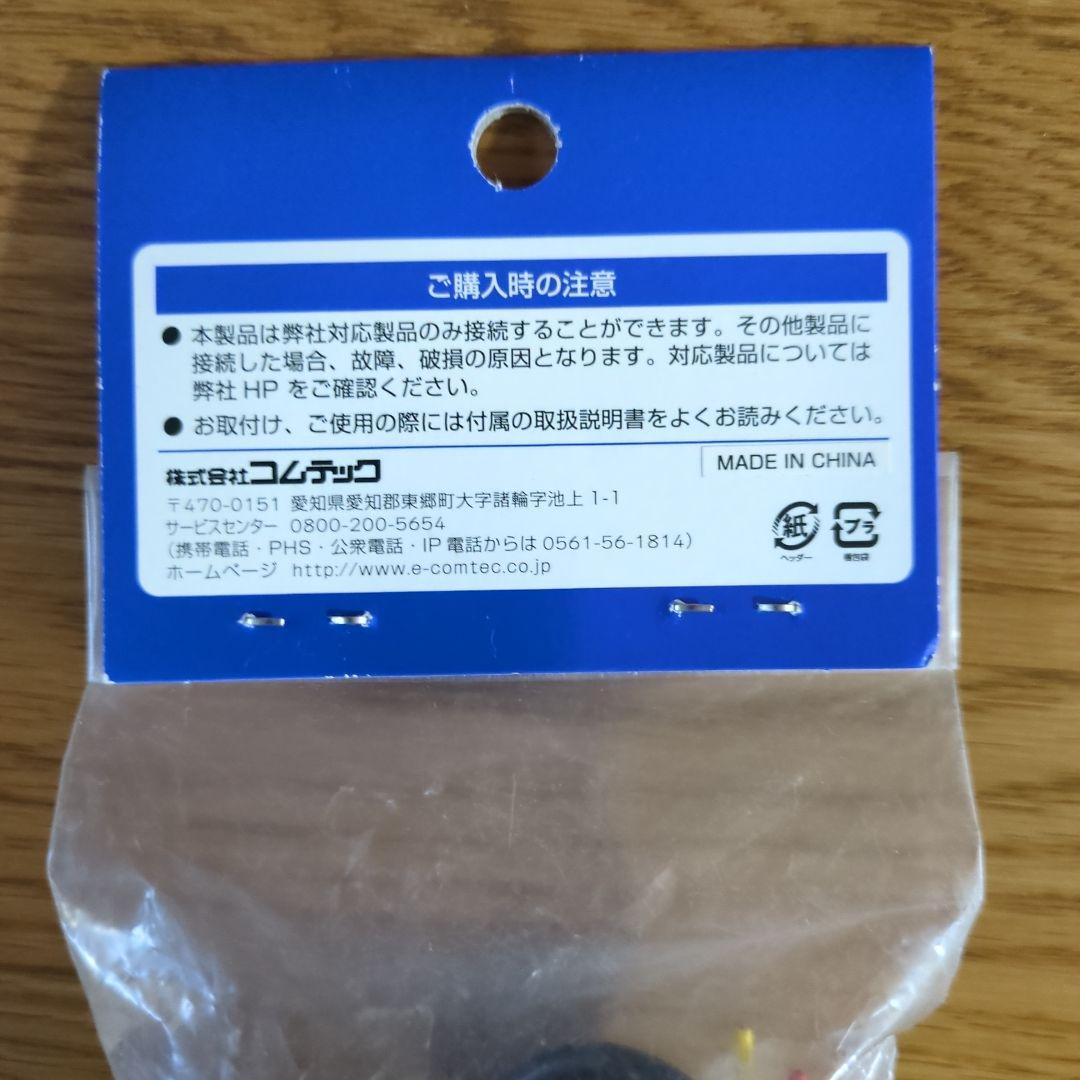 ご購入時の注意
● 本製品は弊社対応製品のみ接続することができます。その他製品に
接続した場合、故障、破損の原因となります。対応製品については
弊社 HP をご確認ください。
● お取付け、ご使用の際には付属の取扱説明書をよくお読みください。
株式会社コムテック
MADE IN CHINA
〒470-0151 愛知県愛知郡東郷町大字諸輪字池上 1-1
サービスセンター 0800-200-5654
(携帯電話・PHS・公衆電話・IP 電話からは 0561-56-1814)
ホームページ http://www.e-comtec.co.jp
紙
ヘッダー
プラ
梱包袋